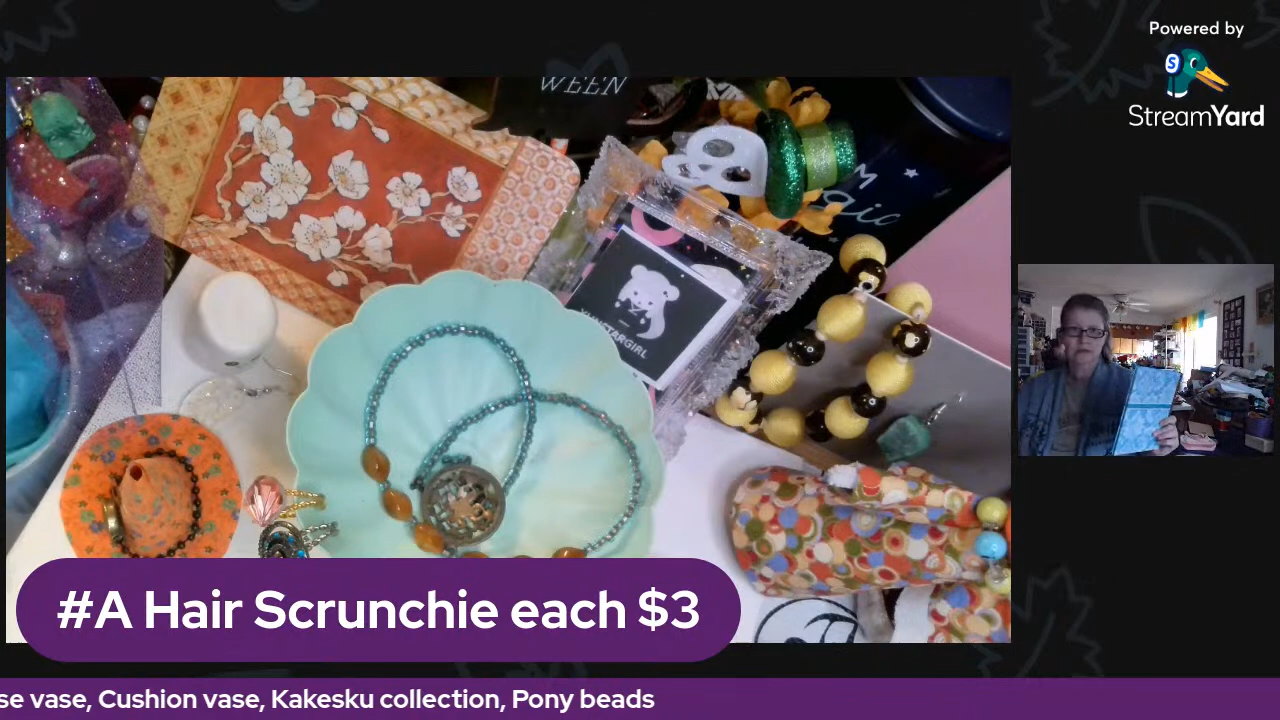 Powered by
StreamYard
WEEN
#A Hair Scrunchie each $3
se vase, Cushion vase, Kakesku collection, Pony beads